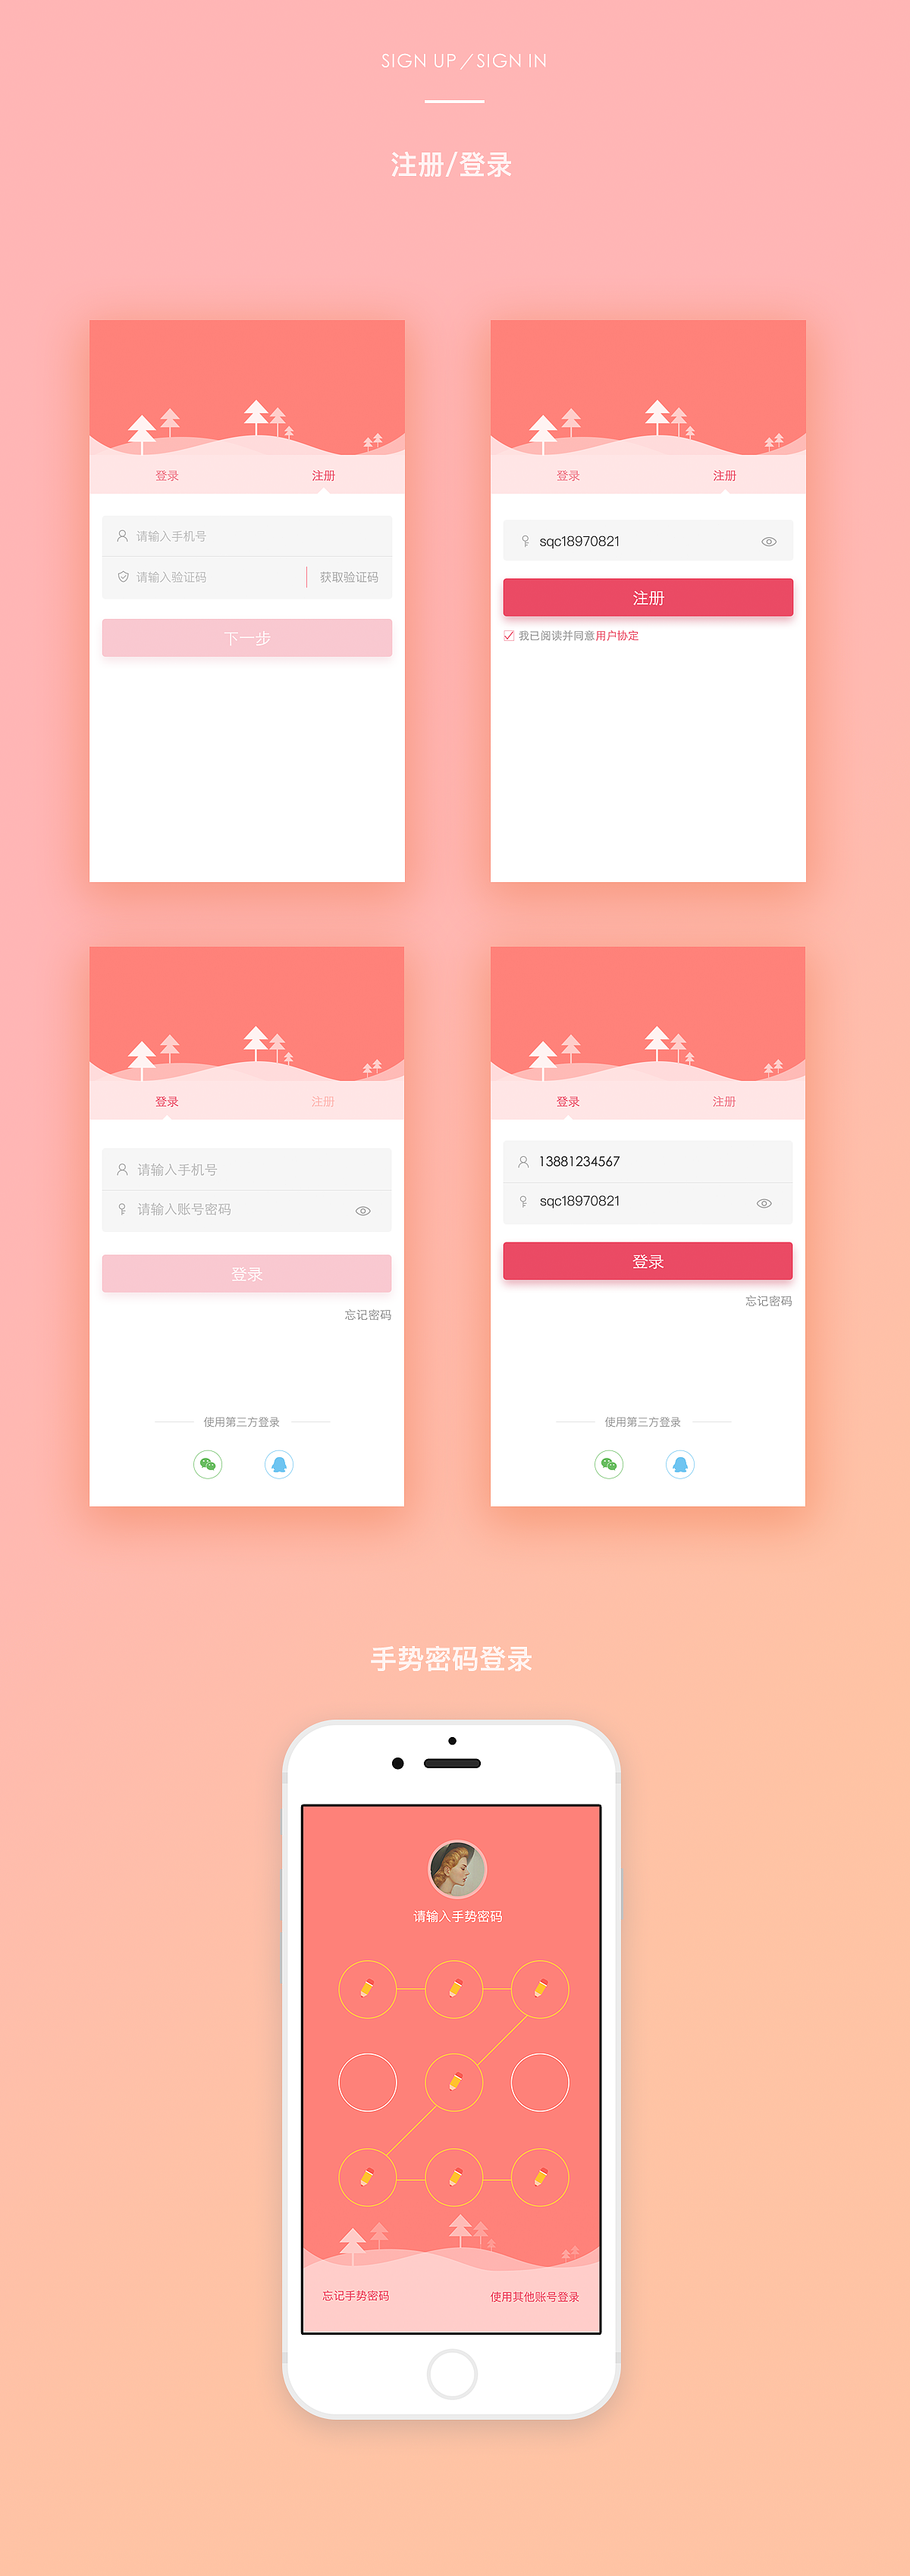 SIGN UP／SIGN IN
注册/登录
登录
注册
请输入手机号
请输入验证码
获取验证码
下一步
登录
注册
sqc18970821
注册
我已阅读并同意用户协定
登录
注册
请输入手机号
请输入账号密码
登录
忘记密码
使用第三方登录
登录
注册
13881234567
sqc18970821
登录
忘记密码
使用第三方登录
手势密码登录
请输入手势密码
忘记手势密码
使用其他账号登录